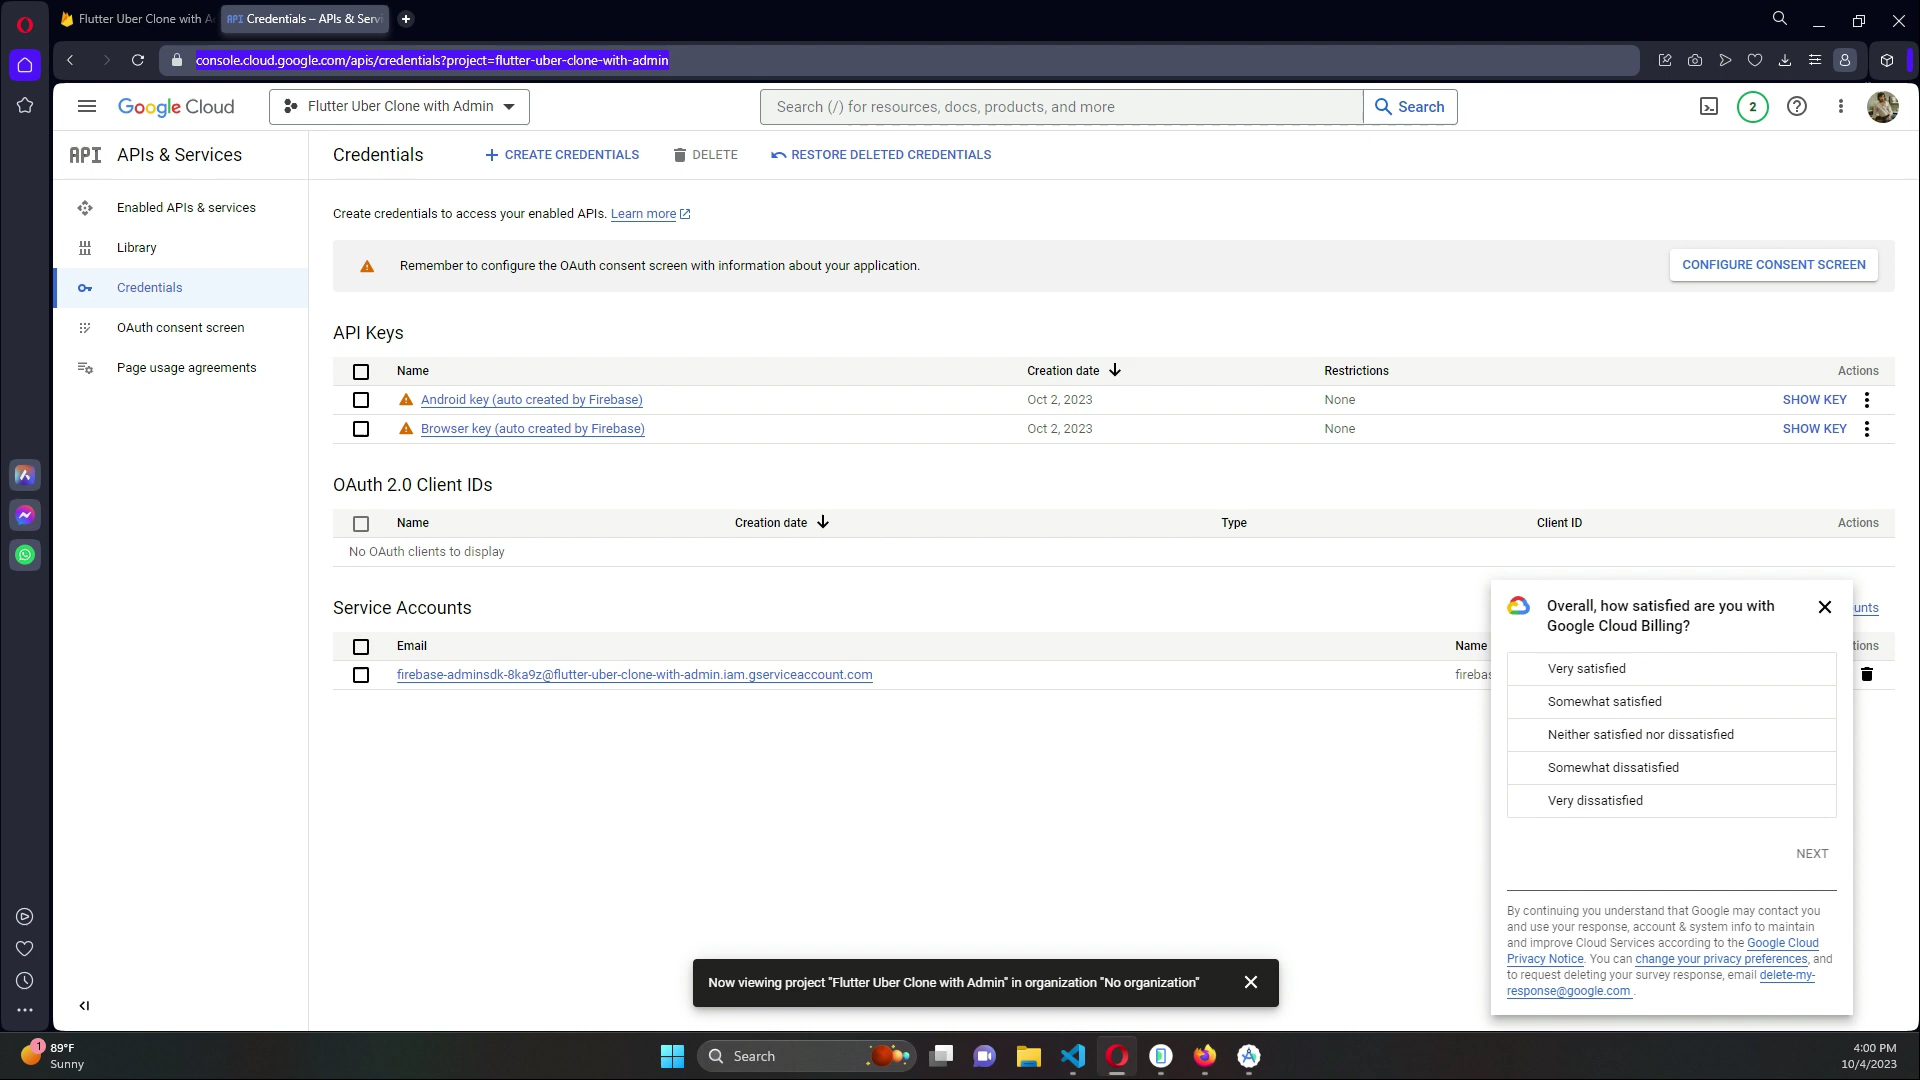 Flutter Uber Clone with A
API Credentials – APIs & Servi
console.cloud.google.com/apis/credentials?project=flutter-uber-clone-with-admin
Google Cloud
Flutter Uber Clone with Admin
Search (/) for resources, docs, products, and more
Search
2
API APIs & Services
Credentials
CREATE CREDENTIALS
DELETE
RESTORE DELETED CREDENTIALS
Enabled APIs & services
Library
Credentials
OAuth consent screen
Page usage agreements
Create credentials to access your enabled APIs. Learn more
Remember to configure the OAuth consent screen with information about your application.
CONFIGURE CONSENT SCREEN
API Keys
Name Creation date Restrictions Actions
Android key (auto created by Firebase) Oct 2, 2023 None SHOW KEY
Browser key (auto created by Firebase) Oct 2, 2023 None SHOW KEY
OAuth 2.0 Client IDs
Name Creation date Type Client ID Actions
No OAuth clients to display
Service Accounts
unts
Email Name tions
firebase-adminsdk-8ka9z@flutter-uber-clone-with-admin.iam.gserviceaccount.com firebas
Overall, how satisfied are you with
Google Cloud Billing?
Very satisfied
Somewhat satisfied
Neither satisfied nor dissatisfied
Somewhat dissatisfied
Very dissatisfied
NEXT
By continuing you understand that Google may contact you
and use your response, account & system info to maintain
and improve Cloud Services according to the Google Cloud
Privacy Notice. You can change your privacy preferences, and
to request deleting your survey response, email delete-my-
response@google.com .
Now viewing project "Flutter Uber Clone with Admin" in organization "No organization"
1
89°F
Sunny
Search
4:00 PM
10/4/2023